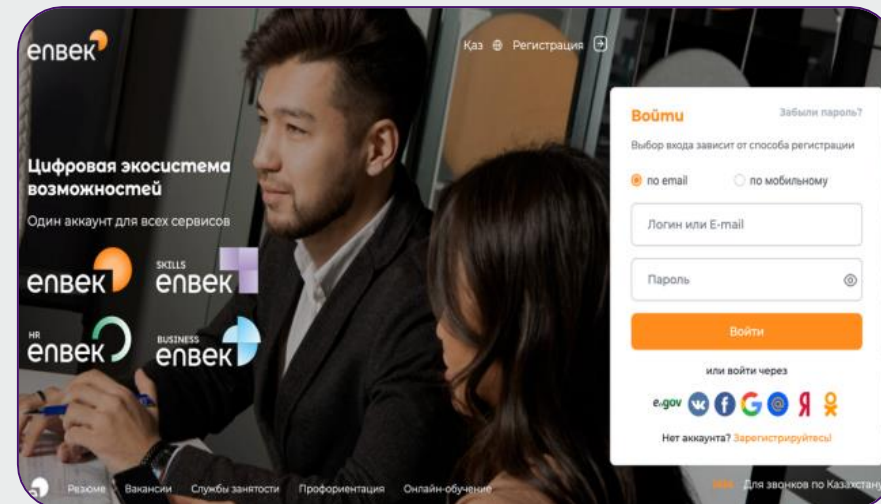 enbek
Қаз Регистрация
Цифровая экосистема
возможностей
Один аккаунт для всех сервисов
enbek
SKILLS
enbek
HR
enbek
BUSINESS
enbek
Войти Забыли пароль?
Выбор входа зависит от способа регистрации
по email по мобильному
Логин или E-mail
Пароль
Войти
или войти через
e.gov
Нет аккаунта? Зарегистрируйтесь!
Резюме Вакансии Службы занятости Профориентация Онлайн-обучение
Для звонков по Казахстану